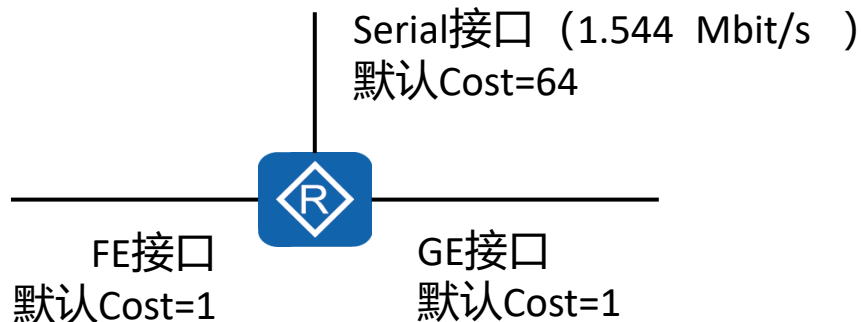 Serial接口（1.544 Mbit/s ）
默认Cost=64
R
FE接口
默认Cost=1
GE接口
默认Cost=1